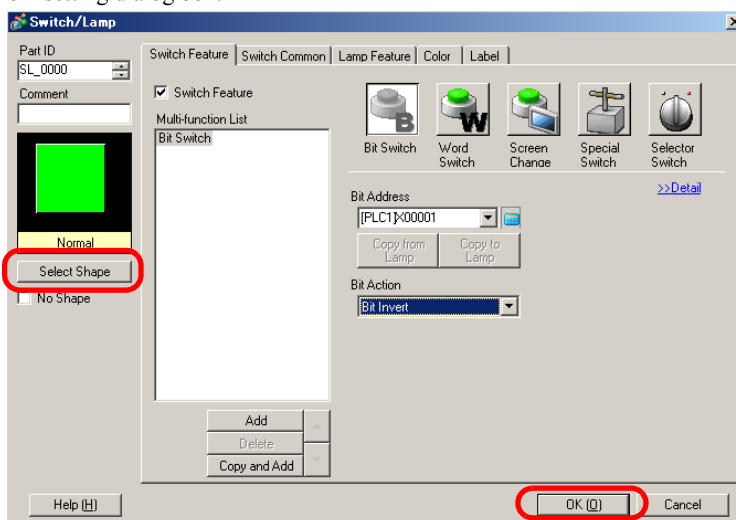 Switch/Lamp
Part ID
SL_0000
Comment
Normal
Select Shape
No Shape
Switch Feature
Switch Common
Lamp Feature
Color
Label
Switch Feature
Multi-function List
Bit Switch
Add
Delete
Copy and Add
B
W
Bit Switch
Word
Switch
Screen
Change
Special
Switch
Selector
Switch
>>Detail
Bit Address
[PLC1]X00001
Copy from
Lamp
Copy to
Lamp
Bit Action
Bit Invert
Help (H)
OK (O)
Cancel